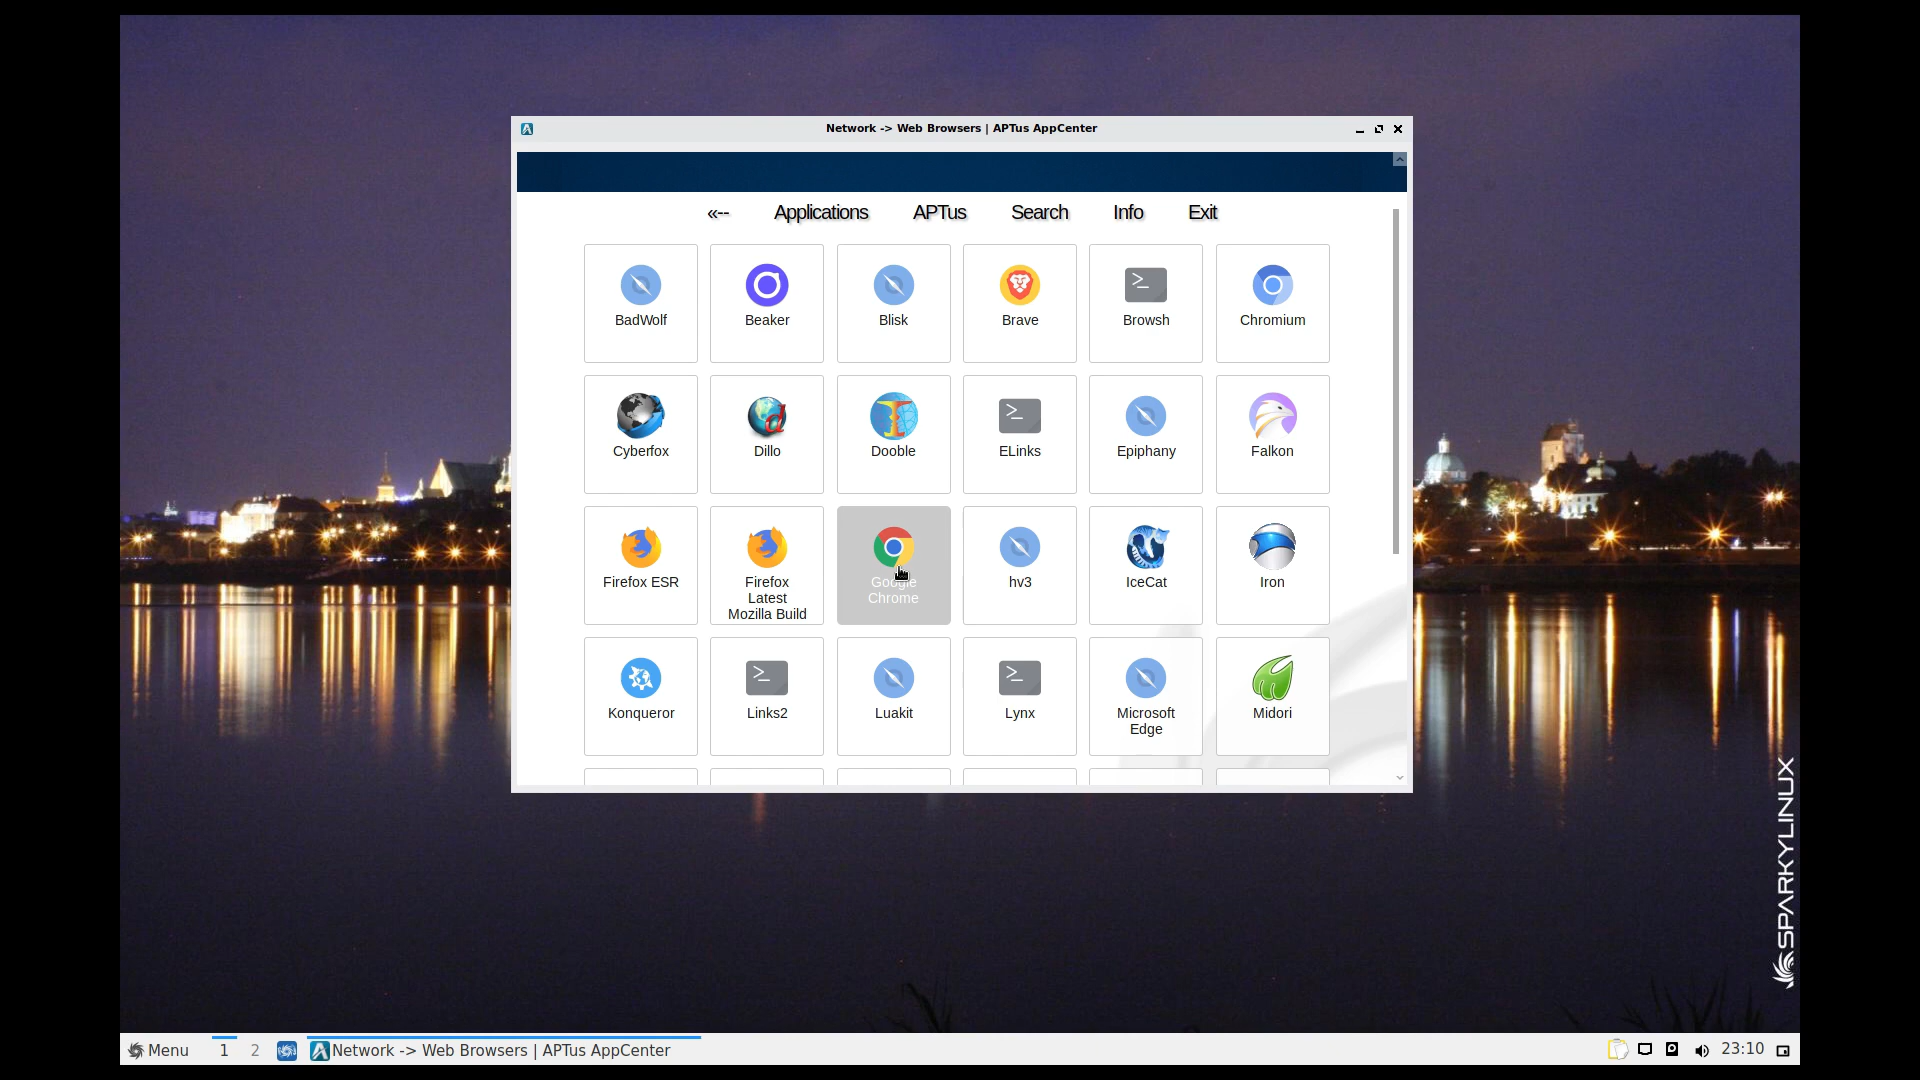 Network -> Web Browsers | APTus AppCenter
«--
Applications
APTus
Search
Info
Exit
BadWolf
Beaker
Blisk
Brave
Browsh
Chromium
Cyberfox
Dillo
Dooble
ELinks
Epiphany
Falkon
Firefox ESR
Firefox
Latest
Mozilla Build
Google
Chrome
hv3
IceCat
Iron
Konqueror
Links2
Luakit
Lynx
Microsoft
Edge
Midori
SPARKYLINUX
Menu
1
2
Network -> Web Browsers | APTus AppCenter
23:10